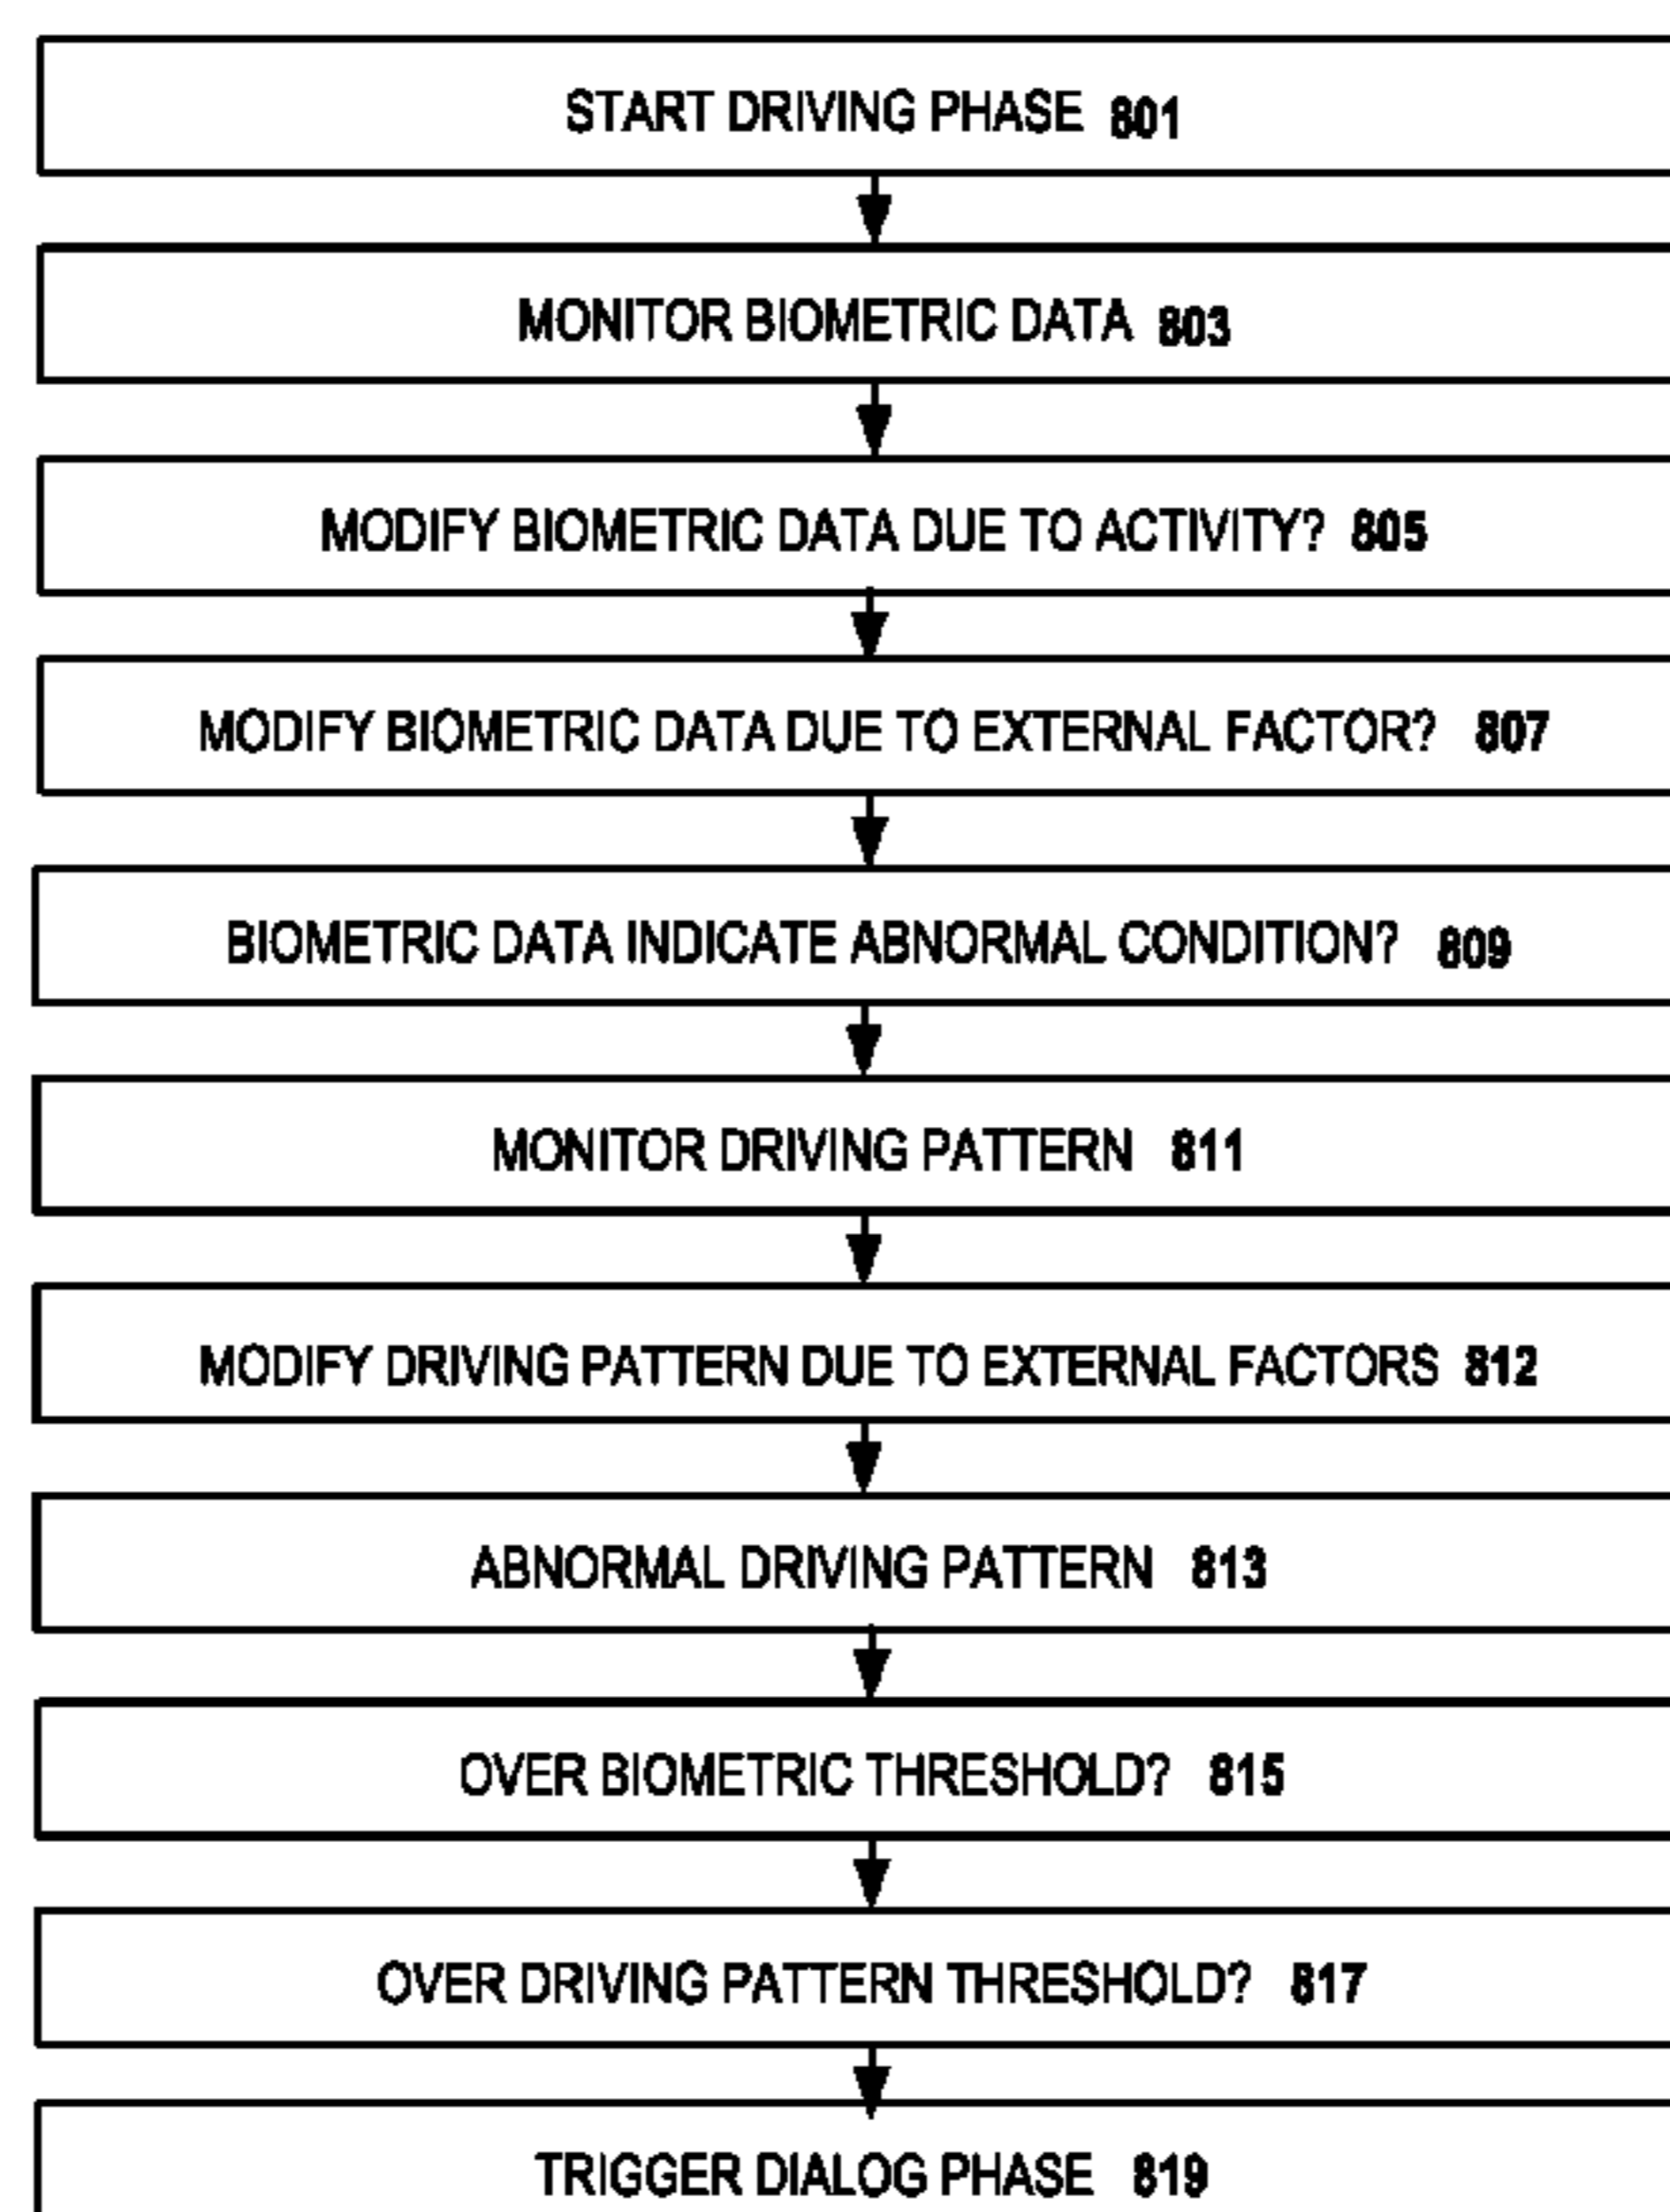 START DRIVING PHASE 801
MONITOR BIOMETRIC DATA 803
MODIFY BIOMETRIC DATA DUE TO ACTIVITY? 805
MODIFY BIOMETRIC DATA DUE TO EXTERNAL FACTOR? 807
BIOMETRIC DATA INDICATE ABNORMAL CONDITION? 809
MONITOR DRIVING PATTERN 811
MODIFY DRIVING PATTERN DUE TO EXTERNAL FACTORS 812
ABNORMAL DRIVING PATTERN 813
OVER BIOMETRIC THRESHOLD? 815
OVER DRIVING PATTERN THRESHOLD? 817
TRIGGER DIALOG PHASE 819